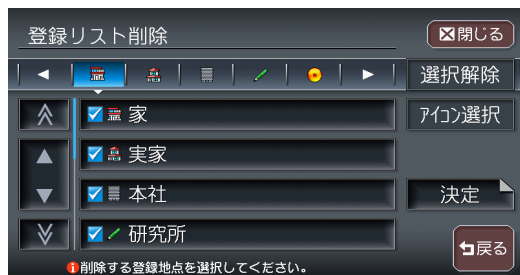 登録リスト削除
閉じる
選択解除
家
アイコン選択
実家
本社
決定
研究所
戻る
削除する登録地点を選択してください。